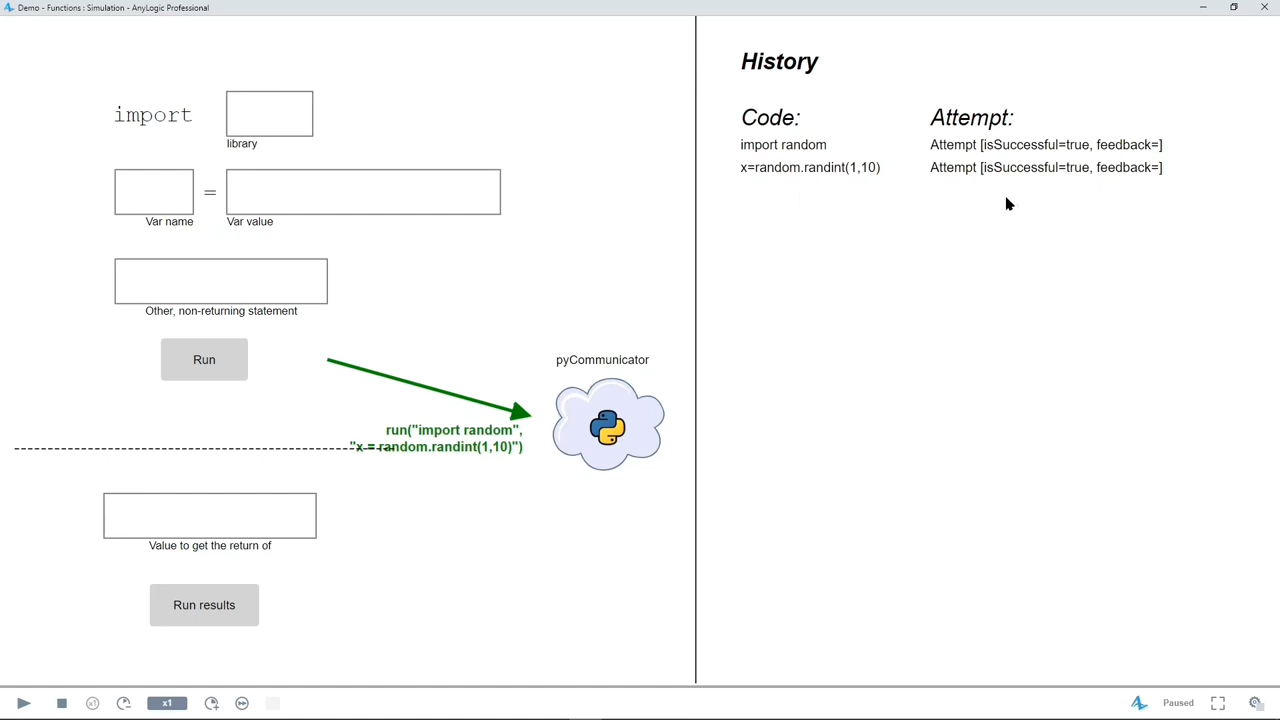 Demo - Functions : Simulation - AnyLogic Professional
import
library
=
Var name
Var value
Other, non-returning statement
Run
pyCommunicator
run("import random",
"x = random.randint(1,10)")
Value to get the return of
Run results
History
Code:
Attempt:
import random
Attempt [isSuccessful=true, feedback=]
x=random.randint(1,10)
Attempt [isSuccessful=true, feedback=]
x1
x1
Paused